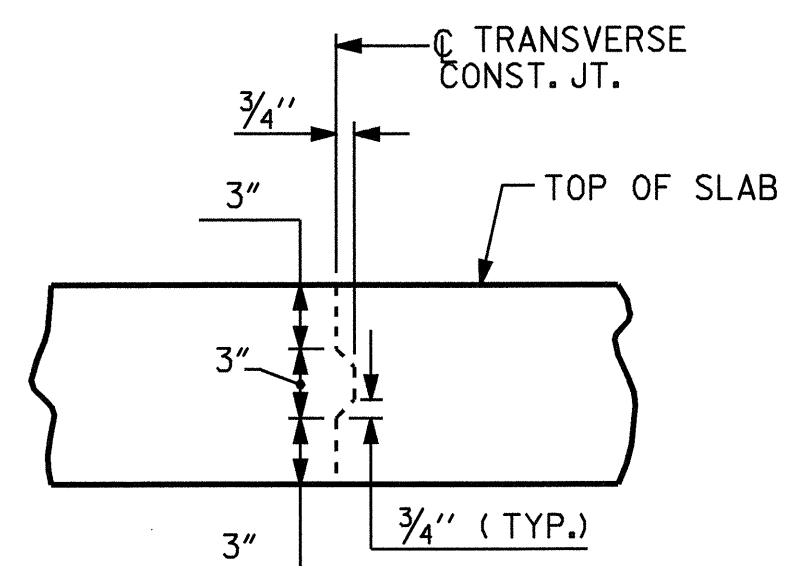 ℄ TRANSVERSE
CONST. JT.
3/4"
3"
TOP OF SLAB
3"
3/4" (TYP.)
3"